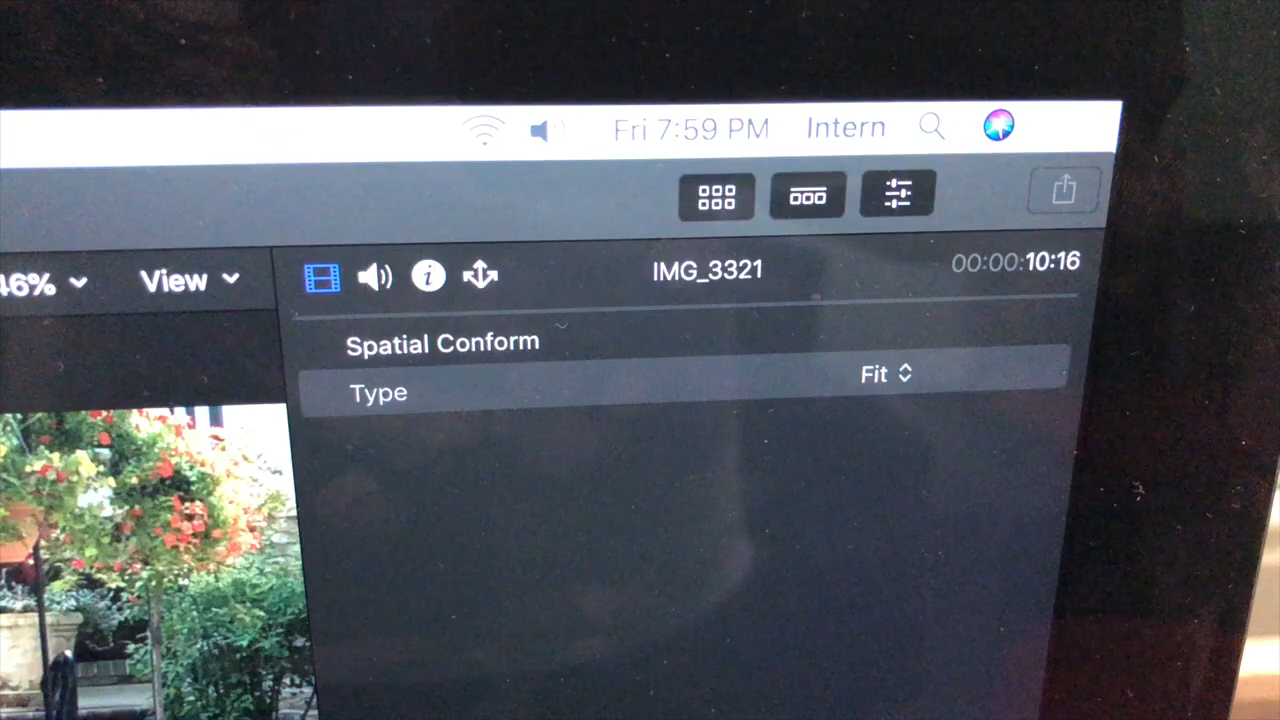 Fri 7:59 PM Intern
46% View
IMG_3321 00:00:10:16
Spatial Conform
Type Fit